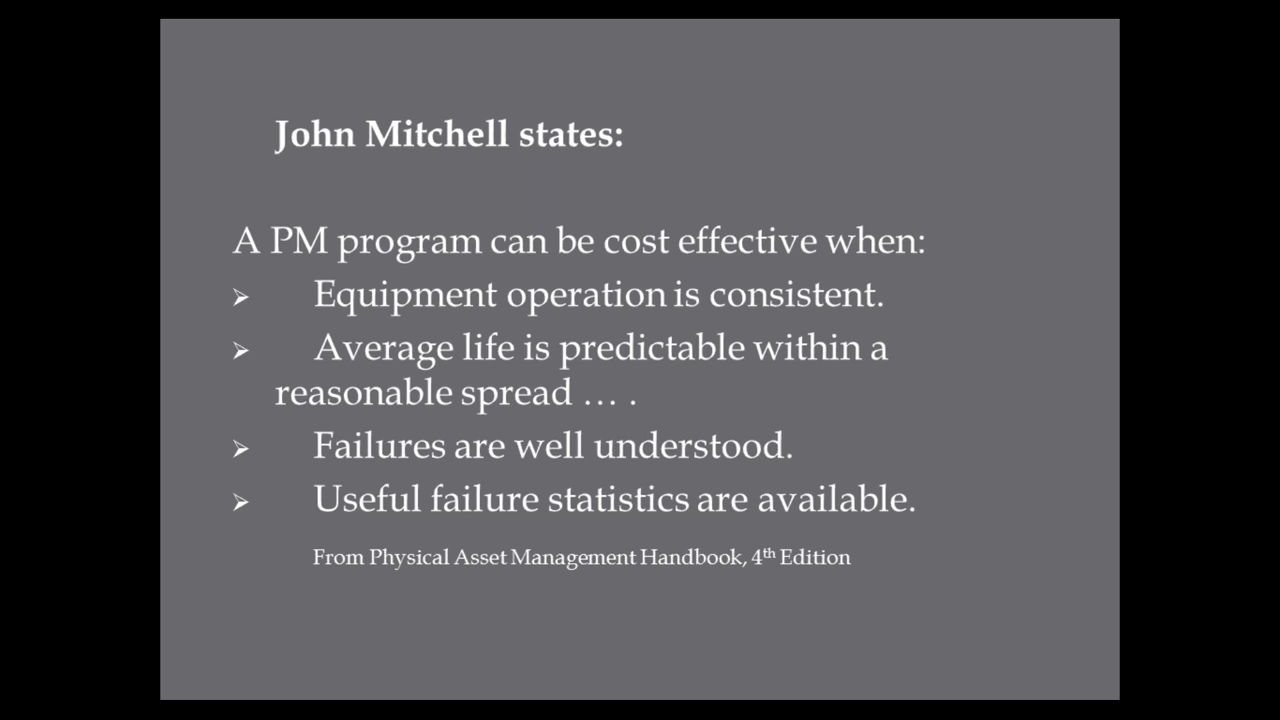 John Mitchell states:
A PM program can be cost effective when:
➢ Equipment operation is consistent.
➢ Average life is predictable within a
reasonable spread … .
➢ Failures are well understood.
➢ Useful failure statistics are available.
From Physical Asset Management Handbook, 4th Edition